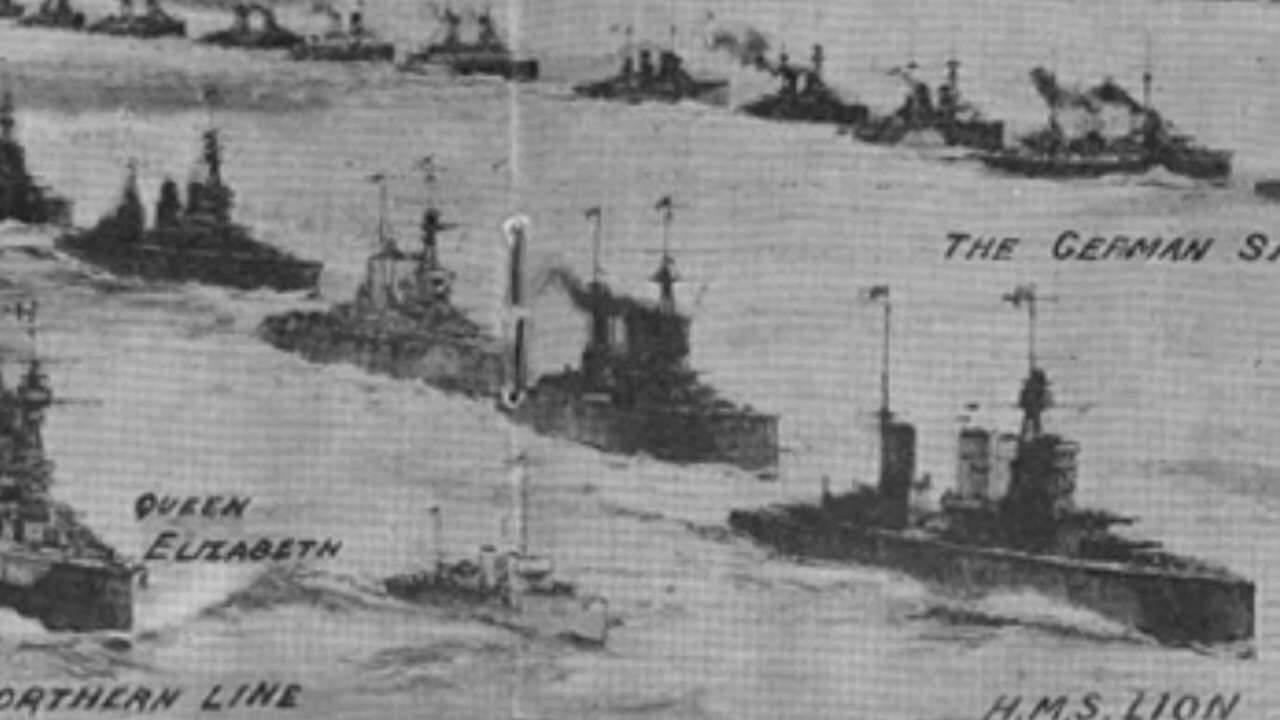 THE GERMAN S
QUEEN
ELIZABETH
ORTHERN LINE
H.M.S. LION